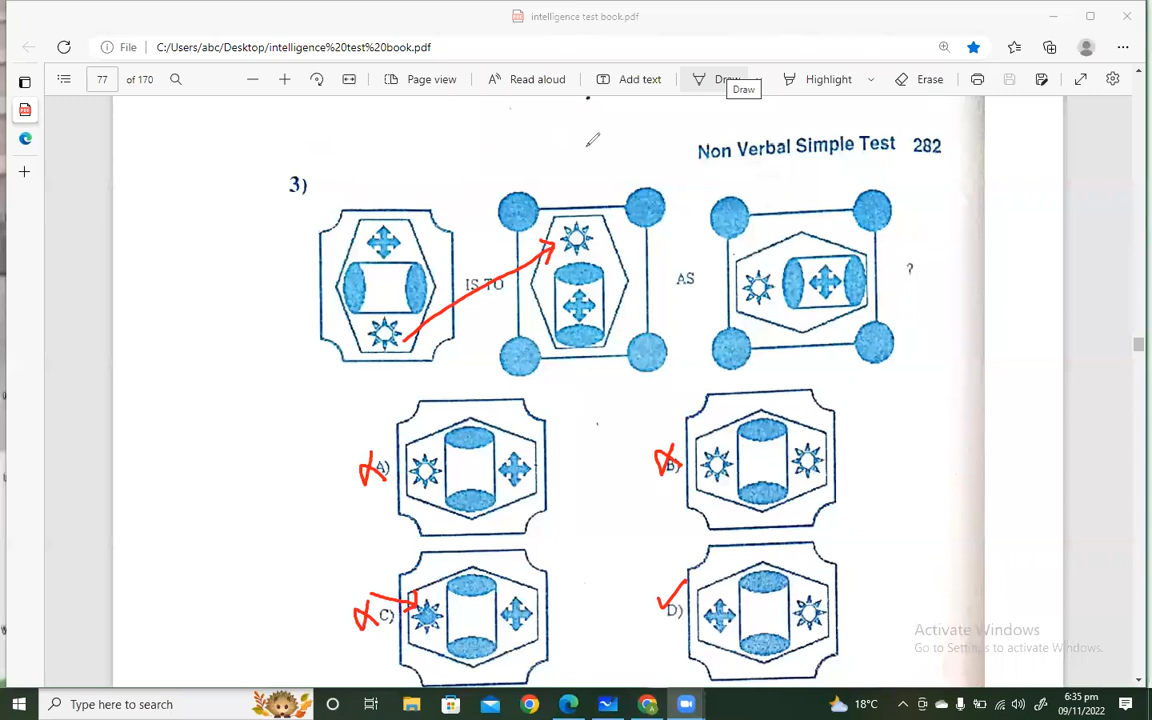 intelligence test book.pdf
File C:/Users/abc/Desktop/intelligence%20test%20book.pdf
77 of 170 Page view Read aloud Add text Draw Highlight Erase
Draw
Non Verbal Simple Test 282
3)
IS TO AS ?
A) B)
C) D)
Activate Windows
Go to Settings to activate Windows.
Type here to search 18°C 6:35 pm
09/11/2022